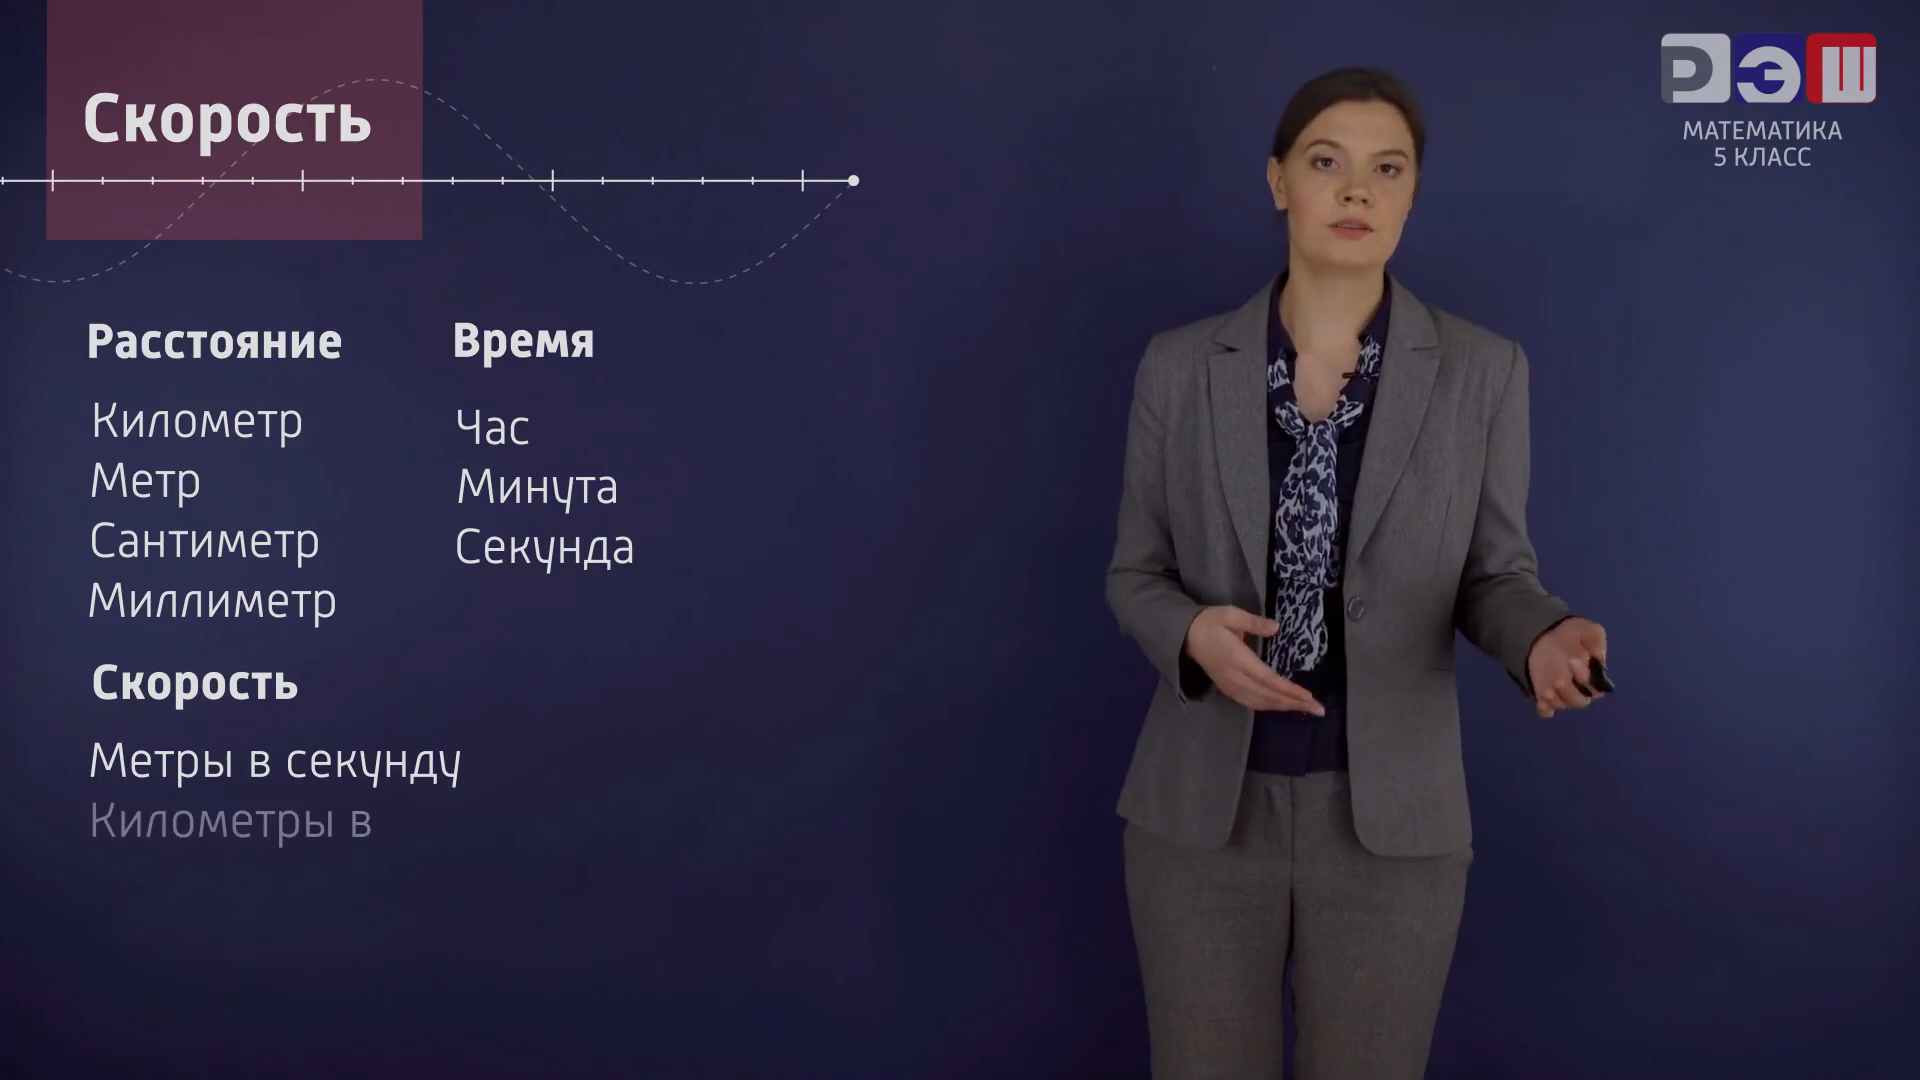 Скорость
РЭШ
МАТЕМАТИКА
5 КЛАСС
Расстояние
Километр
Метр
Сантиметр
Миллиметр
Время
Час
Минута
Секунда
Скорость
Метры в секунду
Километры в